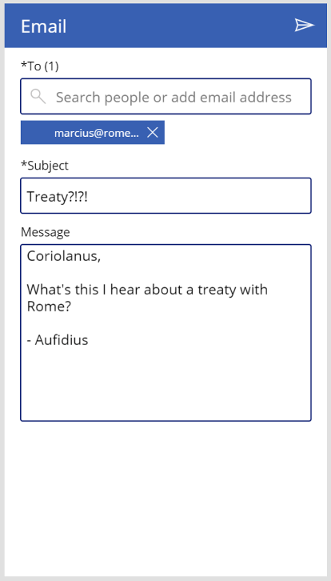 Email
*To (1)
Search people or add email address
marcius@rome...
*Subject
Treaty?!?!
Message
Coriolanus,
What's this I hear about a treaty with
Rome?
- Aufidius